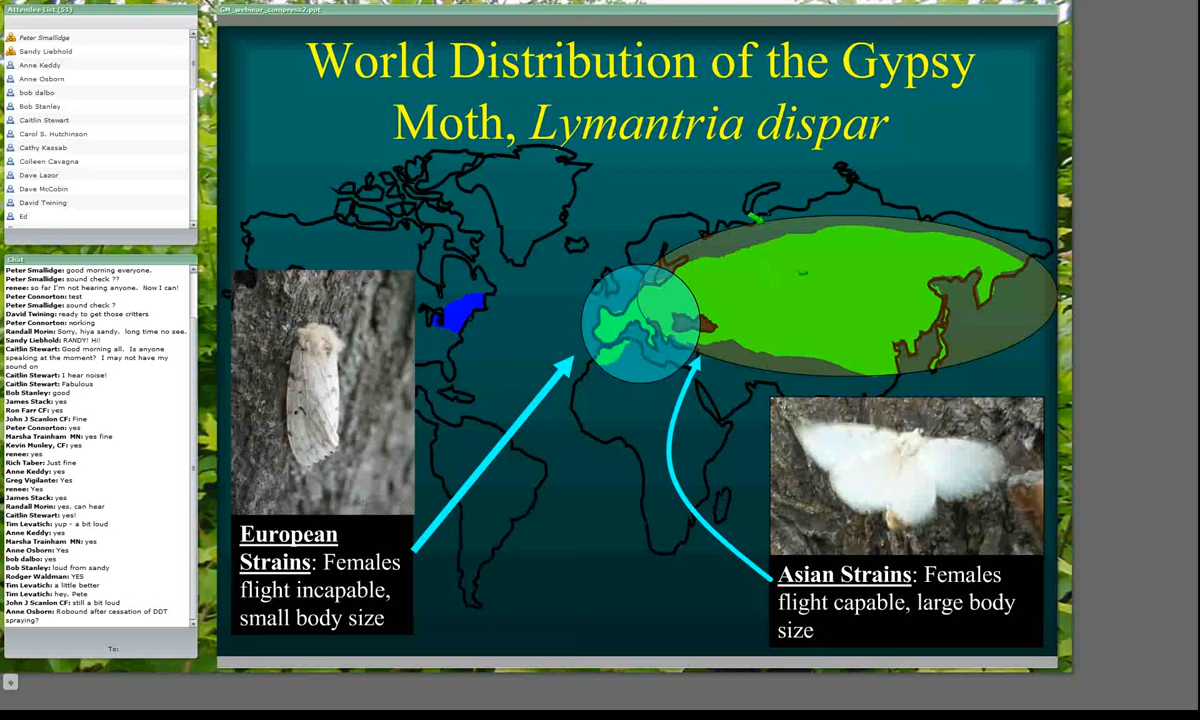 Attendee List (51)
Peter Smallidge
Sandy Liebhold
Anne Keddy
Anne Osborn
bob dalbo
Bob Stanley
Caitlin Stewart
Carol S. Hutchinson
Cathy Kassab
Colleen Cavagna
Dave Lazor
Dave McCobin
David Twining
Ed
Chat
Peter Smallidge: good morning everyone.
Peter Smallidge: sound check ??
renee: so far I'm not hearing anyone. Now I can!
Peter Connorton: test
Peter Smallidge: sound check ?
David Twining: ready to get those critters
Peter Connorton: working
Randall Morin: Sorry, hiya sandy. long time no see.
Sandy Liebhold: RANDY! Hi!
Caitlin Stewart: Good morning all. Is anyone
speaking at the moment? I may not have my
sound on
Caitlin Stewart: I hear noise!
Caitlin Stewart: Fabulous
Bob Stanley: good
James Stack: yes
Ron Farr CF: yes
John J Scanlon CF: Fine
Peter Connorton: yes
Marsha Trainham MN: yes fine
Kevin Munley, CF: yes
renee: yes
Rich Taber: Just fine
Anne Keddy: yes
Greg Vigilante: Yes
renee: Yes
James Stack: yes
Randall Morin: yes, can hear
Caitlin Stewart: yes!
Tim Levatich: yup - a bit loud
Anne Keddy: yes
Marsha Trainham MN: yes
Anne Osborn: Yes
bob dalbo: yes
Bob Stanley: loud from sandy
Rodger Waldman: YES
Tim Levatich: a little better
Tim Levatich: hey, Pete
John J Scanlon CF: still a bit loud
Anne Osborn: Robound after cessation of DDT
spraying?
To:
GM_webinar_compress2.ppt
World Distribution of the Gypsy
Moth, Lymantria dispar
European
Strains: Females
flight incapable,
small body size
Asian Strains: Females
flight capable, large body
size